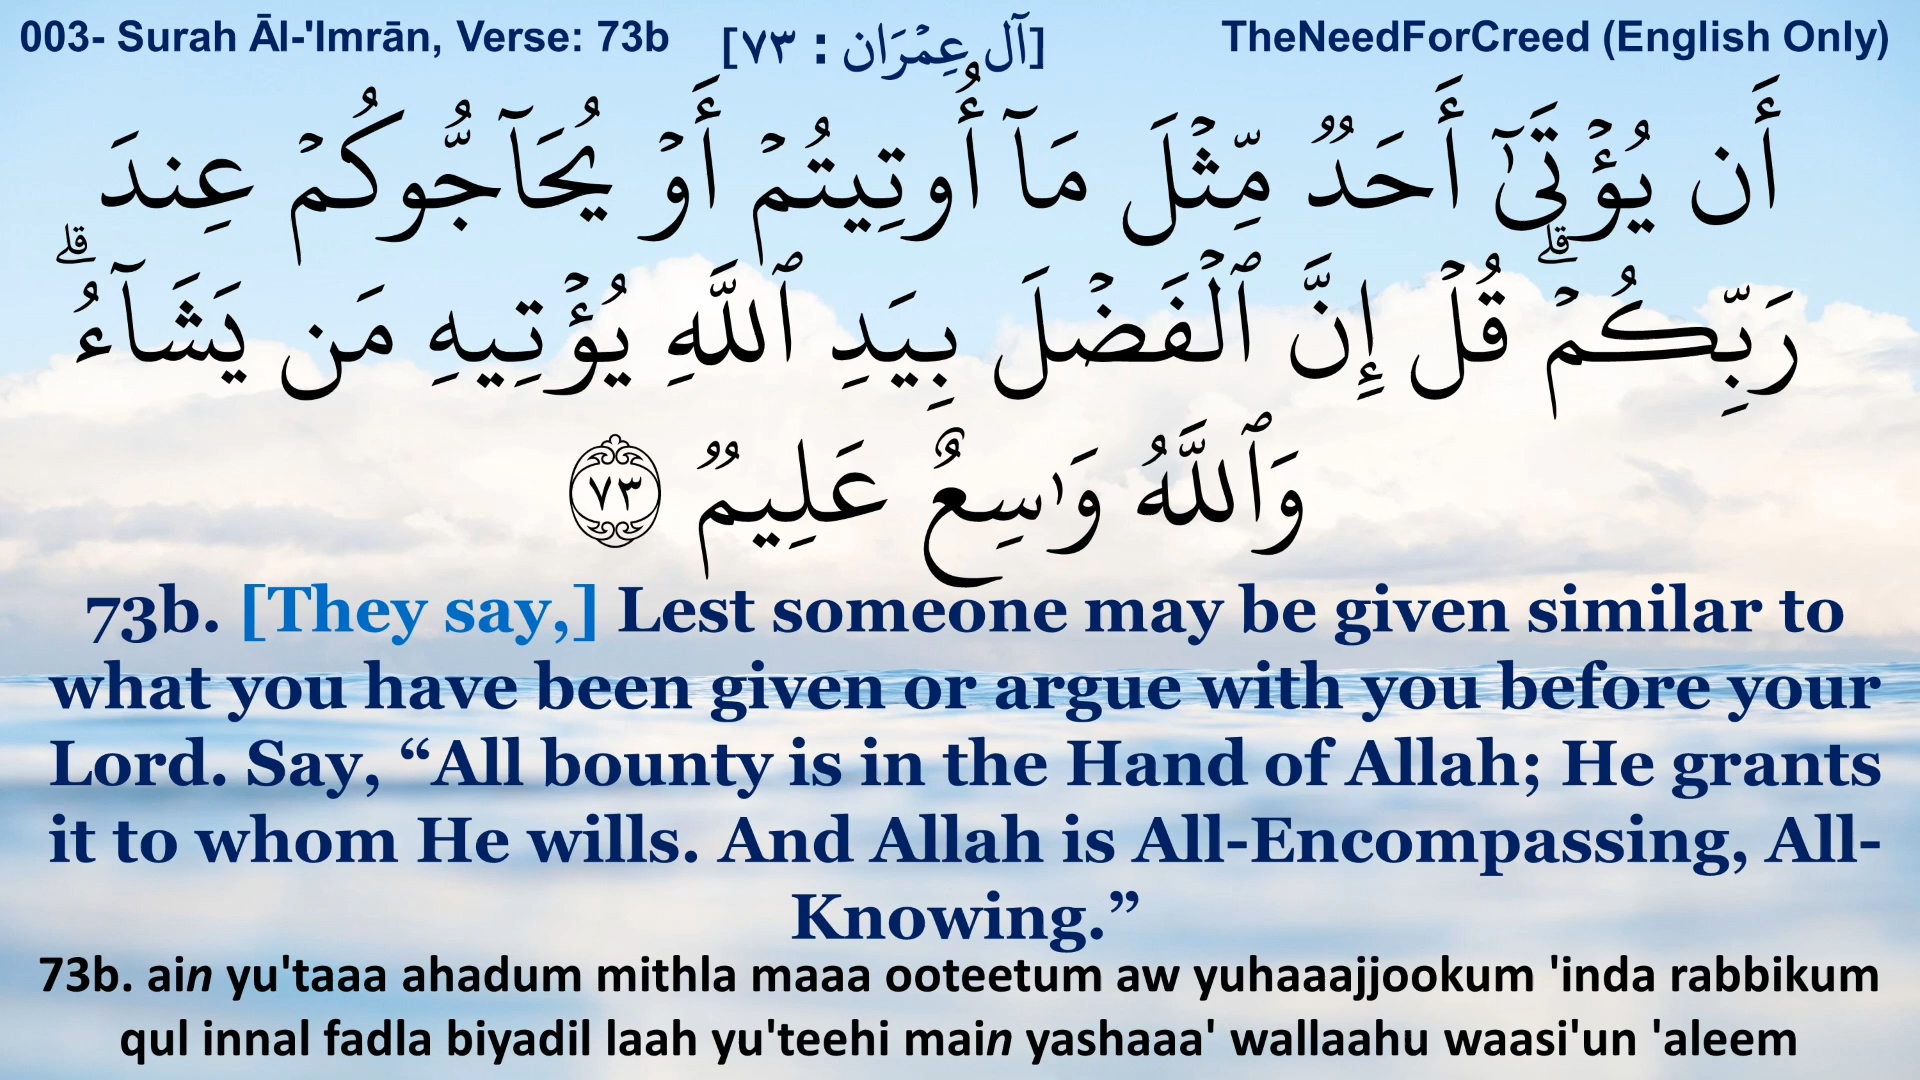 003- Surah Āl-'Imrān, Verse: 73b [آل عِمْرَان : ٧٣] TheNeedForCreed (English Only)
أَن يُؤْتَىٰٓ أَحَدٌ مِّثْلَ مَآ أُوتِيتُمْ أَوْ يُحَآجُّوكُمْ عِندَ
رَبِّكُمْ ۗ قُلْ إِنَّ ٱلْفَضْلَ بِيَدِ ٱللَّهِ يُؤْتِيهِ مَن يَشَآءُ ۗ
وَٱللَّهُ وَٰسِعٌ عَلِيمٌ ٧٣
73b. [They say,] Lest someone may be given similar to
what you have been given or argue with you before your
Lord. Say, “All bounty is in the Hand of Allah; He grants
it to whom He wills. And Allah is All-Encompassing, All-
Knowing.”
73b. ain yu'taaa ahadum mithla maaa ooteetum aw yuhaaajjookum 'inda rabbikum
qul innal fadla biyadil laah yu'teehi main yashaaa' wallaahu waasi'un 'aleem